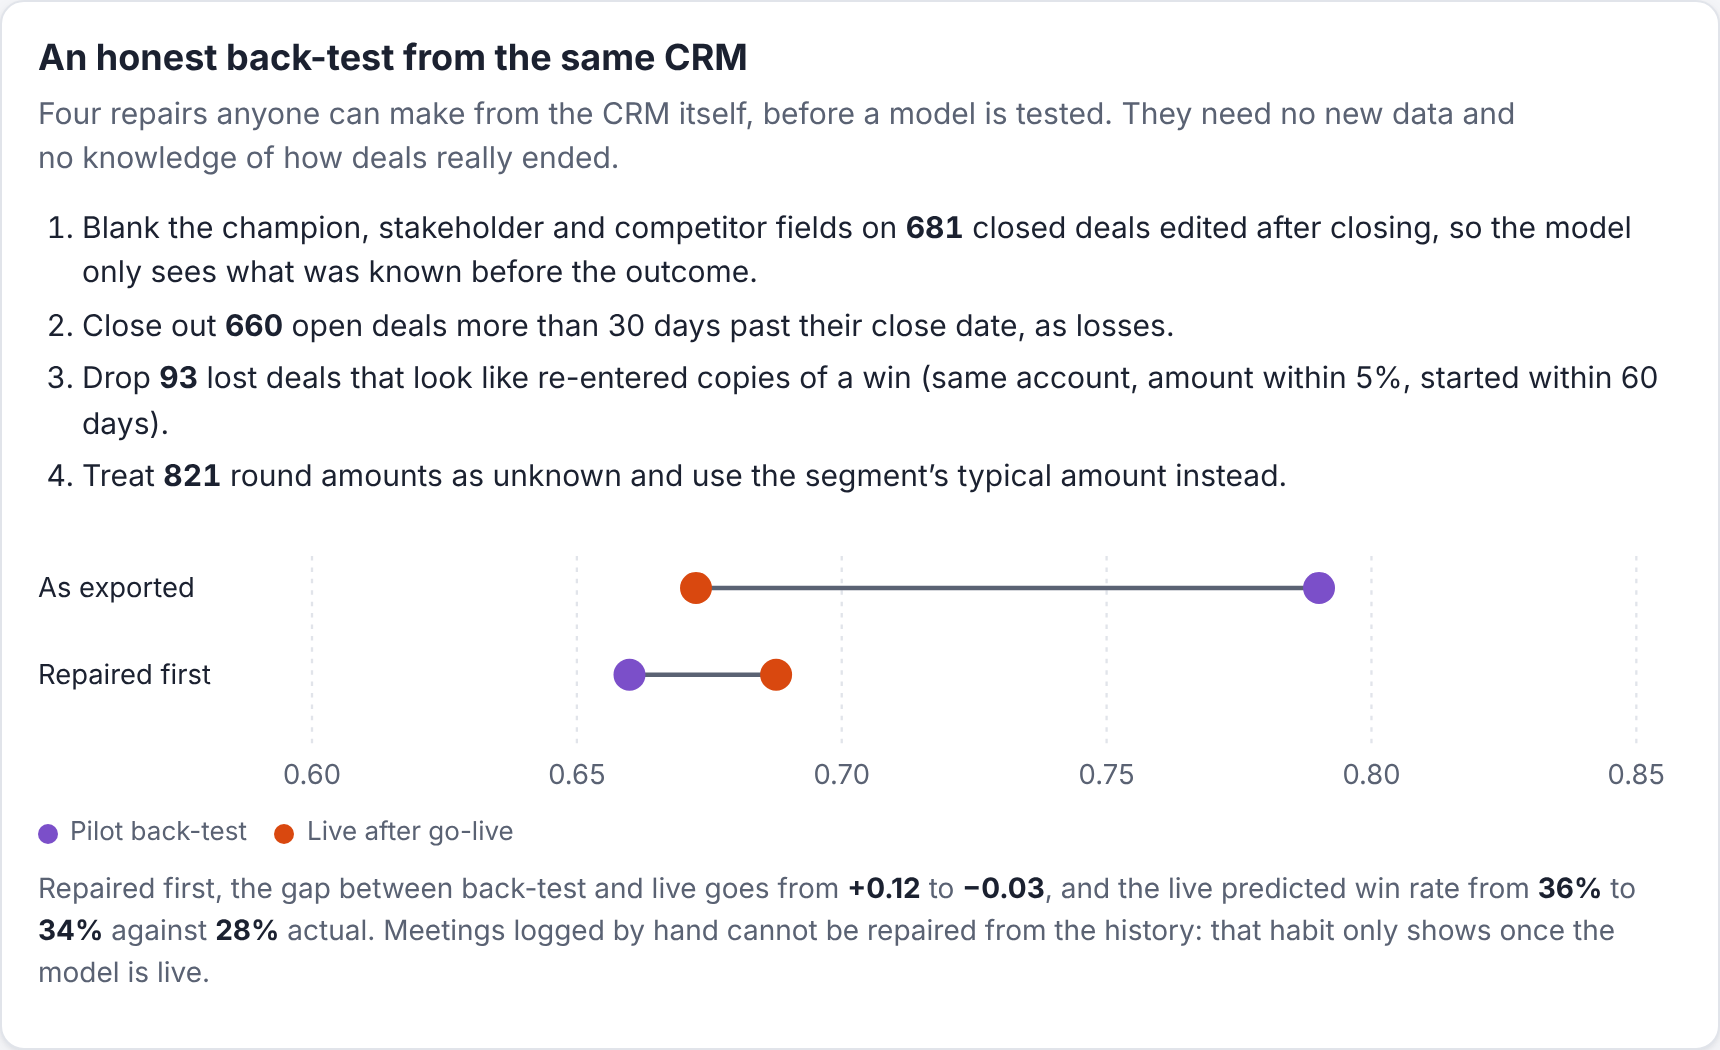 An honest back-test from the same CRM
Four repairs anyone can make from the CRM itself, before a model is tested. They need no new data and
no knowledge of how deals really ended.
1. Blank the champion, stakeholder and competitor fields on 681 closed deals edited after closing, so the model
only sees what was known before the outcome.
2. Close out 660 open deals more than 30 days past their close date, as losses.
3. Drop 93 lost deals that look like re-entered copies of a win (same account, amount within 5%, started within 60
days).
4. Treat 821 round amounts as unknown and use the segment’s typical amount instead.
As exported
Repaired first
0.60 0.65 0.70 0.75 0.80 0.85
Pilot back-test Live after go-live
Repaired first, the gap between back-test and live goes from +0.12 to −0.03, and the live predicted win rate from 36% to
34% against 28% actual. Meetings logged by hand cannot be repaired from the history: that habit only shows once the
model is live.